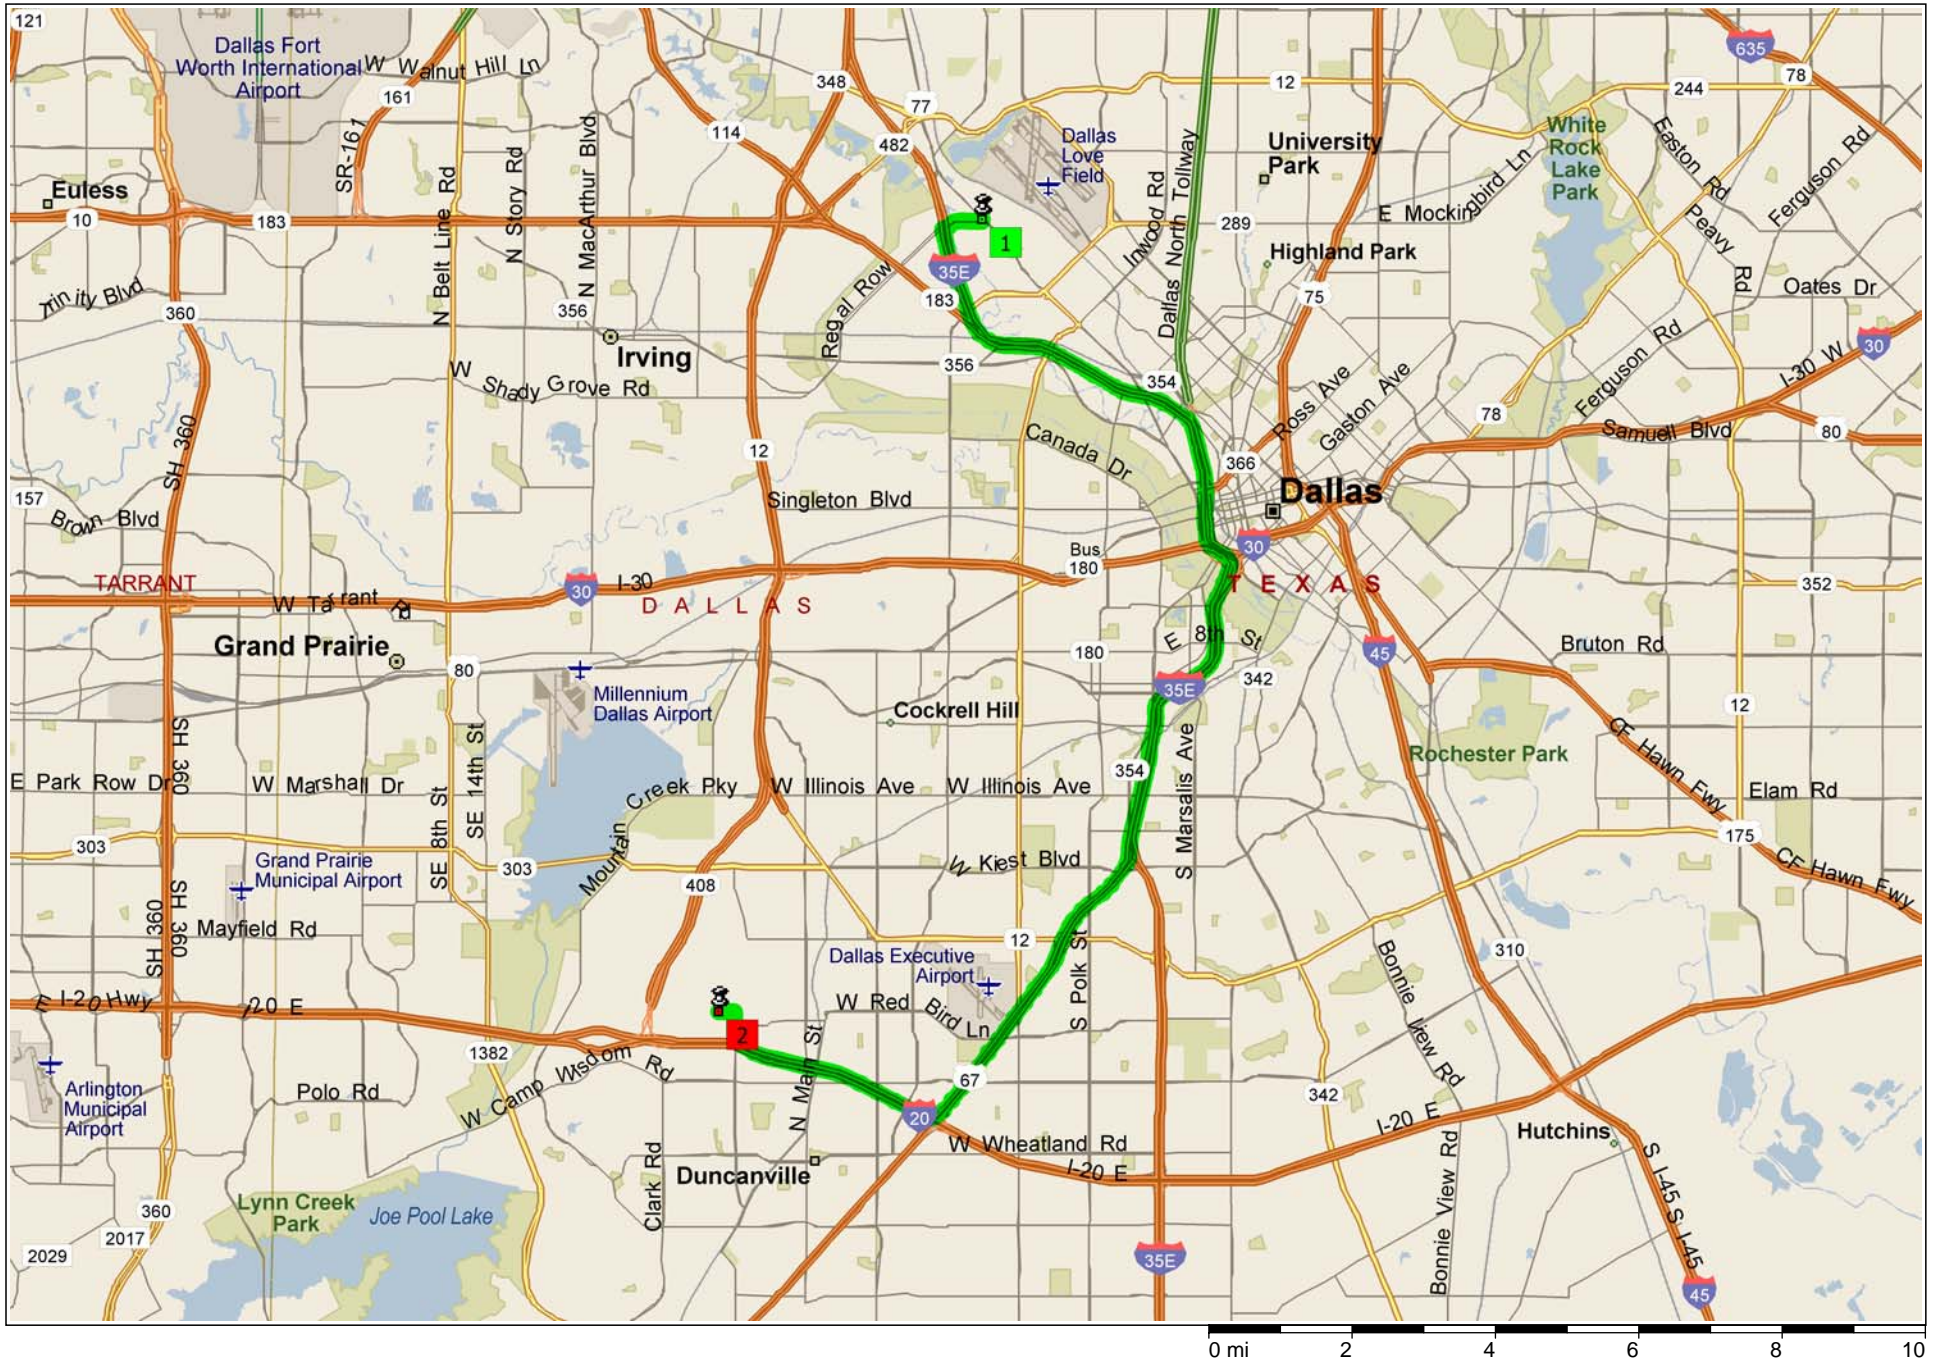 121
Dallas Fort
Worth International
Airport
W Walnut Hill Ln
161
SR-161
N Belt Line Rd
N Story Rd
N MacArthur Blvd
114
348
77
482
12
244
78
635
Dallas
Love
Field
University
Park
White
Rock
Lake
Park
Easton Rd
Ferguson Rd
Euless
10
183
Inwood Rd
Dallas North Tollway
289
E Mockingbird Ln
Peavy Rd
1
Highland Park
35E
183
75
Oates Dr
Trinity Blvd
360
356
Irving
Regal Row
356
354
Ferguson Rd
30
I-30 W
W Shady Grove Rd
Ross Ave
Gaston Ave
78
Samuell Blvd
80
SH 360
12
Canada Dr
366
Dallas
157
Brown Blvd
Singleton Blvd
Bus
180
30
TARRANT
W Tarrant Rd
30
I-30
DALLAS
TEXAS
352
Grand Prairie
80
Millennium
Dallas Airport
180
E 8th St
342
45
Bruton Rd
35E
Cockrell Hill
12
SH 360
SE 14th St
354
S Marsalis Ave
Rochester Park
CF Hawn Fwy
E Park Row Dr
W Marshall Dr
Mountain Creek Pky
W Illinois Ave
W Illinois Ave
Elam Rd
SE 8th St
303
303
W Kiest Blvd
175
CF Hawn Fwy
Grand Prairie
Municipal Airport
408
SH 360
SH 360
Mayfield Rd
Dallas Executive
Airport
12
S Polk St
Bonnie View Rd
310
E I-20 Hwy
I20 E
W Red Bird Ln
2
1382
W Camp Wisdom Rd
N Main St
67
Arlington
Municipal
Airport
Polo Rd
20
342
I-20 E
Hutchins
W Wheatland Rd
I-20 E
Duncanville
Clark Rd
Bonnie View Rd
S I-45
S I-45
Lynn Creek
Park
Joe Pool Lake
360
2017
2029
35E
45
0 mi 2 4 6 8 10